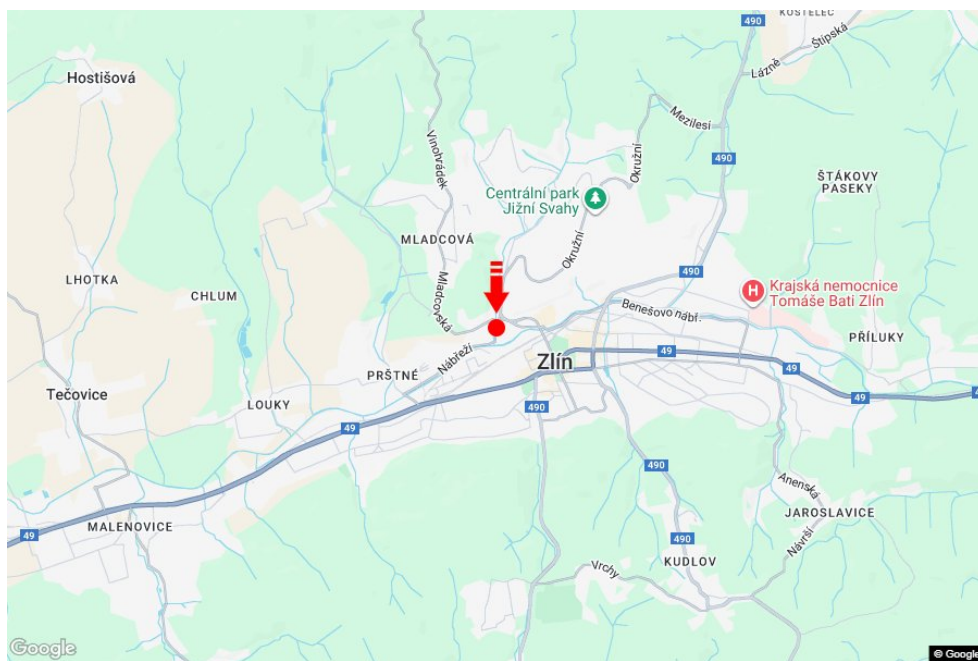 KOSTELEC
490
Štípská
Lázně
Hostišová
Mezilesí
490
Vinohrádek
Okružní
ŠTÁKOVY
PASEKY
Centrální park
Jižní Svahy
MLADCOVÁ
Okružní
LHOTKA
490
CHLUM
Mladcovská
H
Krajská nemocnice
Tomáše Bati Zlín
Benešovo nábř.
PŘÍLUKY
Nábřeží
Zlín
49
49
49
PRŠTNÉ
Tečovice
LOUKY
490
49
490
Anenská
MALENOVICE
JAROSLAVICE
49
490
Návrší
KUDLOV
Vrchy
Google
© Google